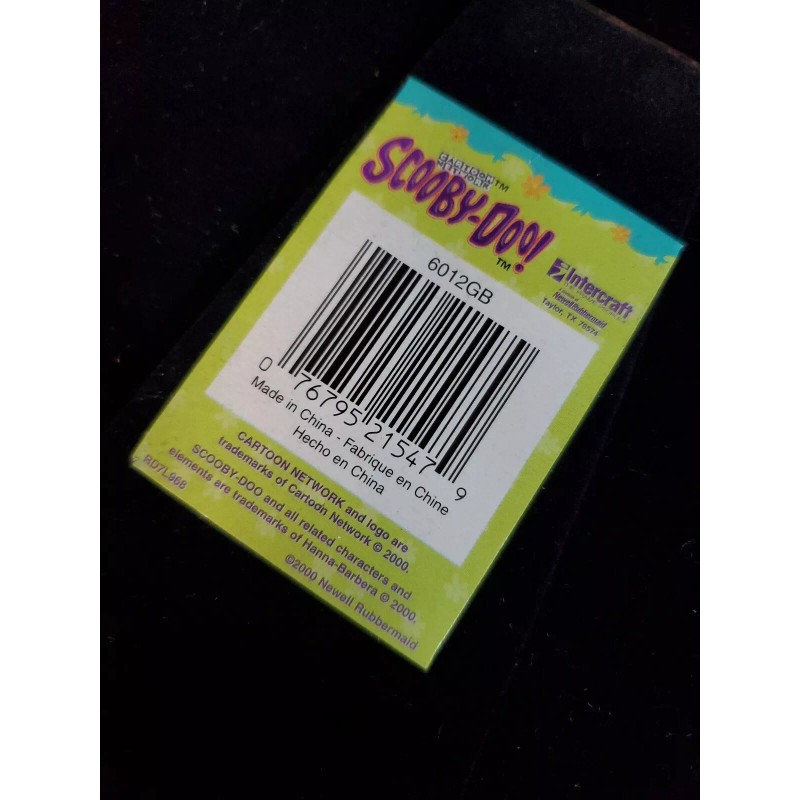 CARTOON NETWORK™
SCOOBY-DOO!™
Intercraft
Newell Rubbermaid
Taylor, TX 76574
6012GB
0 76795 21547 9
Made in China - Fabrique en Chine
Hecho en China
CARTOON NETWORK and logo are
trademarks of Cartoon Network © 2000.
SCOOBY-DOO and all related characters and
elements are trademarks of Hanna-Barbera © 2000.
©2000 Newell Rubbermaid
RD7L968